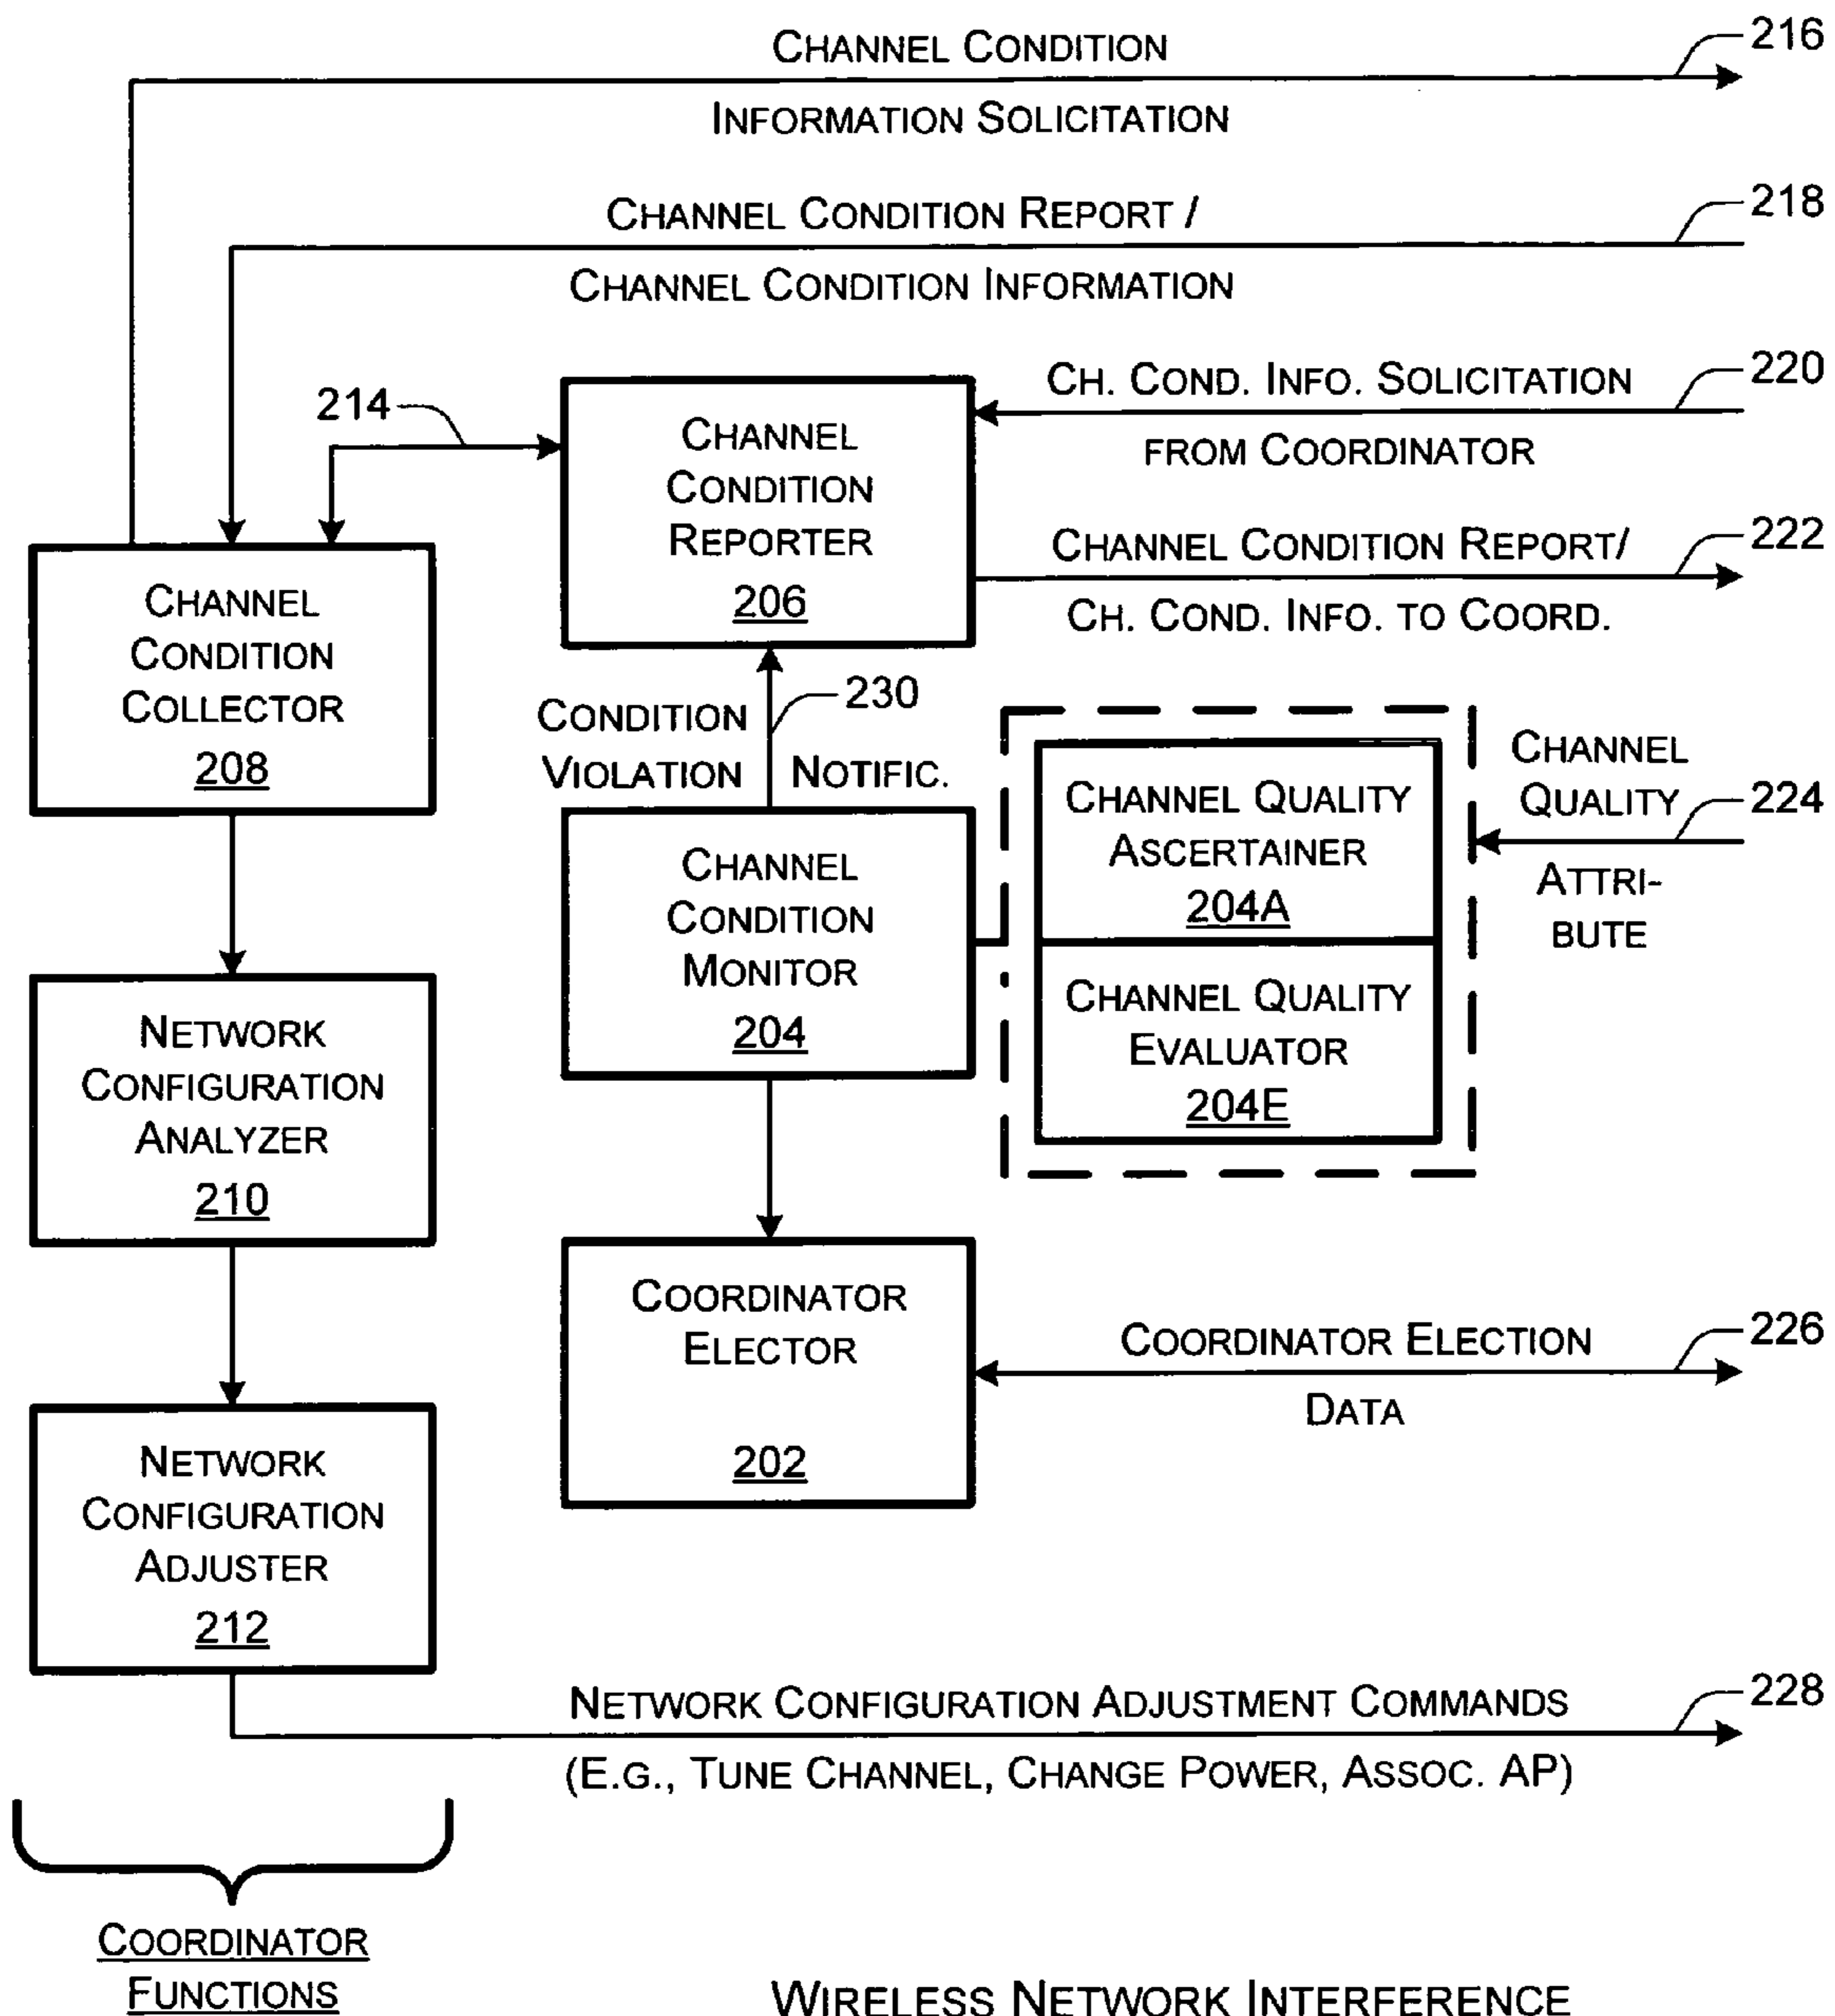 CHANNEL CONDITION
216
INFORMATION SOLICITATION
CHANNEL CONDITION REPORT /
218
CHANNEL CONDITION INFORMATION
214
CHANNEL
CONDITION
REPORTER
206
CH. COND. INFO. SOLICITATION
220
FROM COORDINATOR
CHANNEL CONDITION REPORT/
222
CH. COND. INFO. TO COORD.
CHANNEL
CONDITION
COLLECTOR
208
230
CONDITION
VIOLATION NOTIFIC.
CHANNEL
CONDITION
MONITOR
204
CHANNEL QUALITY
ASCERTAINER
204A
CHANNEL QUALITY
EVALUATOR
204E
CHANNEL
QUALITY
224
ATTRI-
BUTE
NETWORK
CONFIGURATION
ANALYZER
210
COORDINATOR
ELECTOR
202
COORDINATOR ELECTION
226
DATA
NETWORK
CONFIGURATION
ADJUSTER
212
NETWORK CONFIGURATION ADJUSTMENT COMMANDS
228
(E.G., TUNE CHANNEL, CHANGE POWER, ASSOC. AP)
COORDINATOR
FUNCTIONS
WIRELESS NETWORK INTERFERENCE